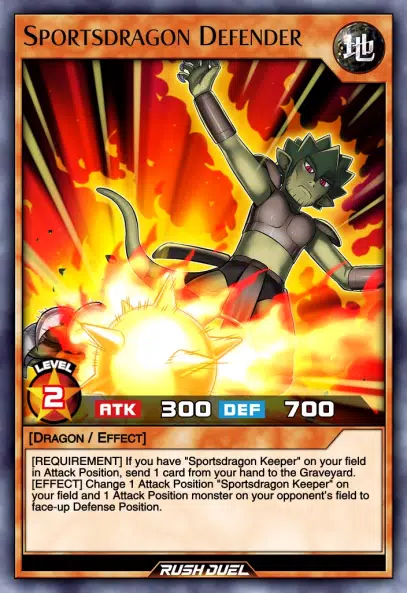 SPORTSDRAGON DEFENDER
地
LEVEL
2
ATK 300 DEF 700
[DRAGON / EFFECT]
[REQUIREMENT] If you have "Sportsdragon Keeper" on your field
in Attack Position, send 1 card from your hand to the Graveyard.
[EFFECT] Change 1 Attack Position "Sportsdragon Keeper" on
your field and 1 Attack Position monster on your opponent's field to
face-up Defense Position.
RUSH DUEL